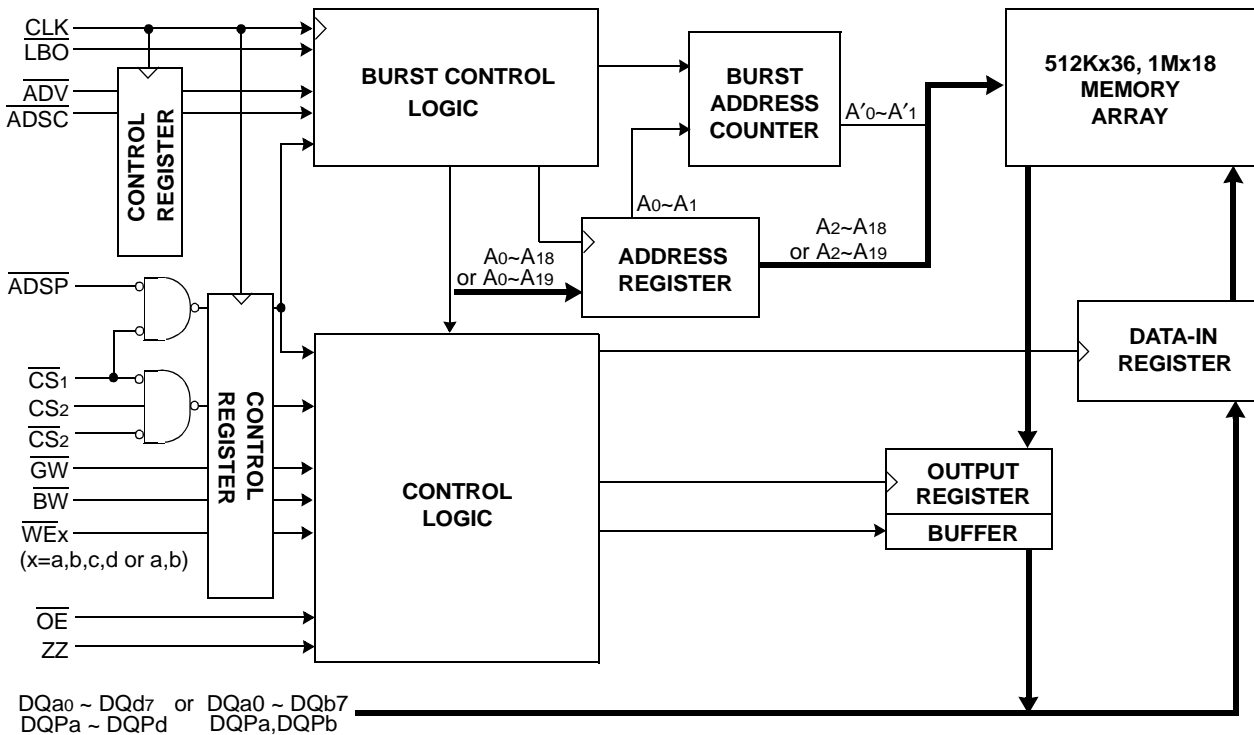 CLK
LBO
ADV
ADSC
CONTROL
REGISTER
BURST CONTROL
LOGIC
BURST
ADDRESS
COUNTER
A′0~A′1
512Kx36, 1Mx18
MEMORY
ARRAY
A0~A1
A0~A18
or A0~A19
ADDRESS
REGISTER
A2~A18
or A2~A19
ADSP
CS1
CS2
CS2
GW
BW
WEx
(x=a,b,c,d or a,b)
OE
ZZ
CONTROL
REGISTER
CONTROL
LOGIC
DATA-IN
REGISTER
OUTPUT
REGISTER
BUFFER
DQa0 ~ DQd7 or DQa0 ~ DQb7
DQPa ~ DQPd DQPa,DQPb